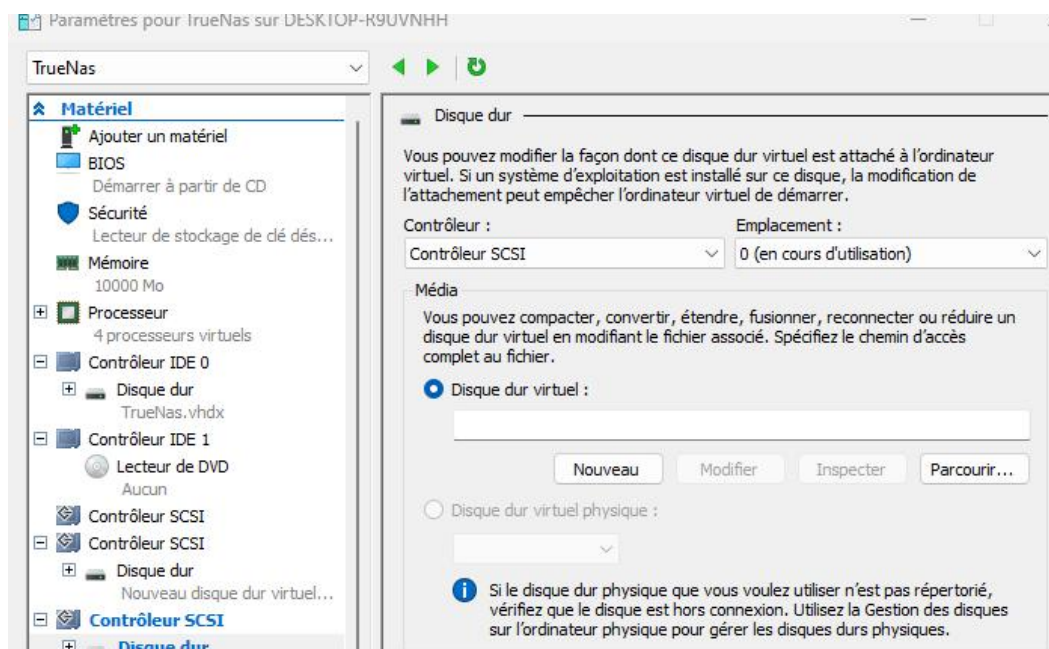 Paramètres pour TrueNas sur DESKTOP-R9UVNHH
TrueNas
Matériel
Ajouter un matériel
BIOS
Démarrer à partir de CD
Sécurité
Lecteur de stockage de clé dés...
Mémoire
10000 Mo
Processeur
4 processeurs virtuels
Contrôleur IDE 0
Disque dur
TrueNas.vhdx
Contrôleur IDE 1
Lecteur de DVD
Aucun
Contrôleur SCSI
Contrôleur SCSI
Disque dur
Nouveau disque dur virtuel...
Contrôleur SCSI
Disque dur
Disque dur
Vous pouvez modifier la façon dont ce disque dur virtuel est attaché à l'ordinateur
virtuel. Si un système d'exploitation est installé sur ce disque, la modification de
l'attachement peut empêcher l'ordinateur virtuel de démarrer.
Contrôleur : Emplacement :
Contrôleur SCSI 0 (en cours d'utilisation)
Média
Vous pouvez compacter, convertir, étendre, fusionner, reconnecter ou réduire un
disque dur virtuel en modifiant le fichier associé. Spécifiez le chemin d'accès
complet au fichier.
Disque dur virtuel :
Nouveau Modifier Inspecter Parcourir...
Disque dur virtuel physique :
Si le disque dur physique que vous voulez utiliser n'est pas répertorié,
vérifiez que le disque est hors connexion. Utilisez la Gestion des disques
sur l'ordinateur physique pour gérer les disques durs physiques.